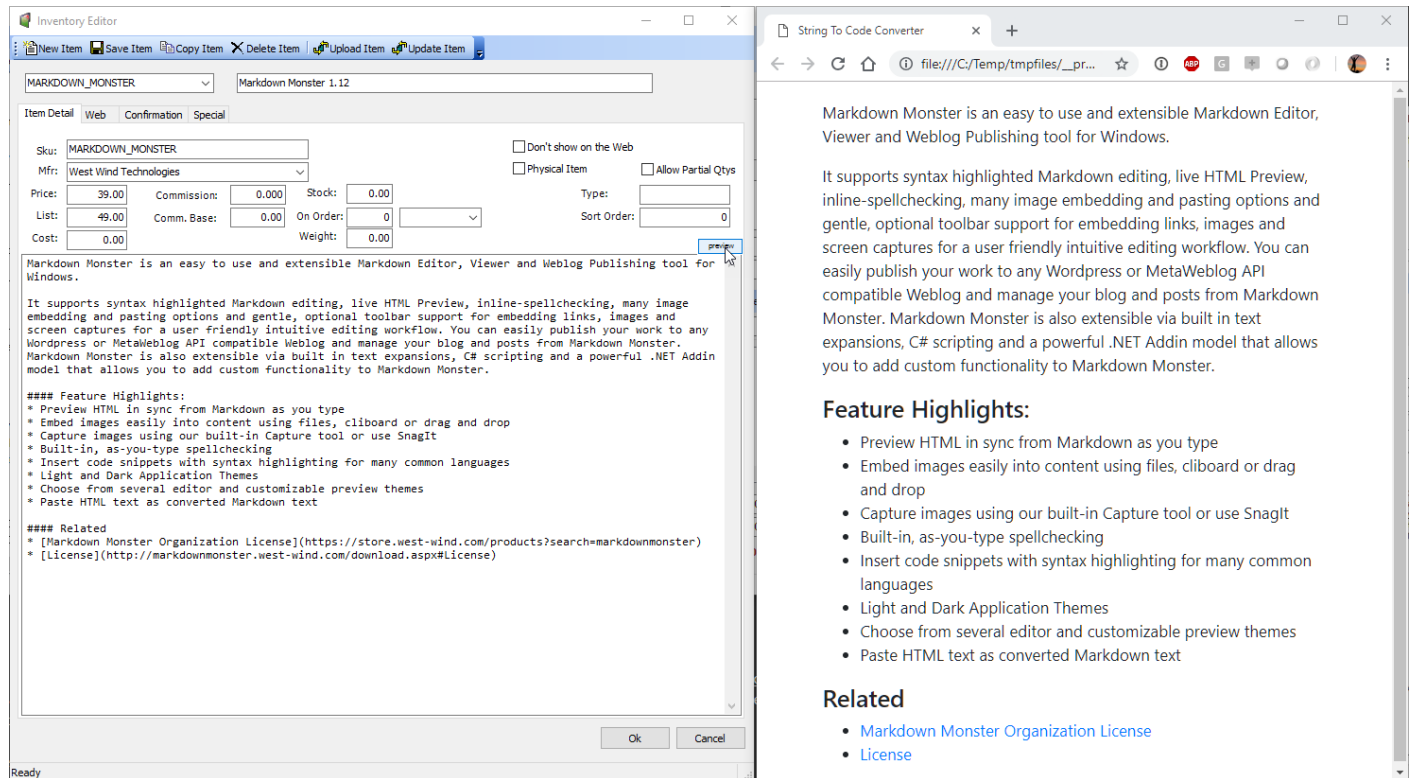 Inventory Editor
New Item Save Item Copy Item Delete Item Upload Item Update Item
MARKDOWN_MONSTER Markdown Monster 1.12
Item Detail Web Confirmation Special
Sku: MARKDOWN_MONSTER Don't show on the Web
Mfr: West Wind Technologies Physical Item Allow Partial Qtys
Price: 39.00 Commission: 0.000 Stock: 0.00 Type:
List: 49.00 Comm. Base: 0.00 On Order: 0 Sort Order: 0
Cost: 0.00 Weight: 0.00
preview
Markdown Monster is an easy to use and extensible Markdown Editor, Viewer and Weblog Publishing tool for
Windows.
It supports syntax highlighted Markdown editing, live HTML Preview, inline-spellchecking, many image
embedding and pasting options and gentle, optional toolbar support for embedding links, images and
screen captures for a user friendly intuitive editing workflow. You can easily publish your work to any
Wordpress or MetaWeblog API compatible Weblog and manage your blog and posts from Markdown Monster.
Markdown Monster is also extensible via built in text expansions, C# scripting and a powerful .NET Addin
model that allows you to add custom functionality to Markdown Monster.
#### Feature Highlights:
* Preview HTML in sync from Markdown as you type
* Embed images easily into content using files, cliboard or drag and drop
* Capture images using our built-in Capture tool or use SnagIt
* Built-in, as-you-type spellchecking
* Insert code snippets with syntax highlighting for many common languages
* Light and Dark Application Themes
* Choose from several editor and customizable preview themes
* Paste HTML text as converted Markdown text
#### Related
* [Markdown Monster Organization License](https://store.west-wind.com/products?search=markdownmonster)
* [License](http://markdownmonster.west-wind.com/download.aspx#License)
Ok Cancel
Ready
String To Code Converter
file:///C:/Temp/tmpfiles/__pr... ABP G
Markdown Monster is an easy to use and extensible Markdown Editor,
Viewer and Weblog Publishing tool for Windows.
It supports syntax highlighted Markdown editing, live HTML Preview,
inline-spellchecking, many image embedding and pasting options and
gentle, optional toolbar support for embedding links, images and
screen captures for a user friendly intuitive editing workflow. You can
easily publish your work to any Wordpress or MetaWeblog API
compatible Weblog and manage your blog and posts from Markdown
Monster. Markdown Monster is also extensible via built in text
expansions, C# scripting and a powerful .NET Addin model that allows
you to add custom functionality to Markdown Monster.
Feature Highlights:
• Preview HTML in sync from Markdown as you type
• Embed images easily into content using files, cliboard or drag
and drop
• Capture images using our built-in Capture tool or use SnagIt
• Built-in, as-you-type spellchecking
• Insert code snippets with syntax highlighting for many common
languages
• Light and Dark Application Themes
• Choose from several editor and customizable preview themes
• Paste HTML text as converted Markdown text
Related
• Markdown Monster Organization License
• License